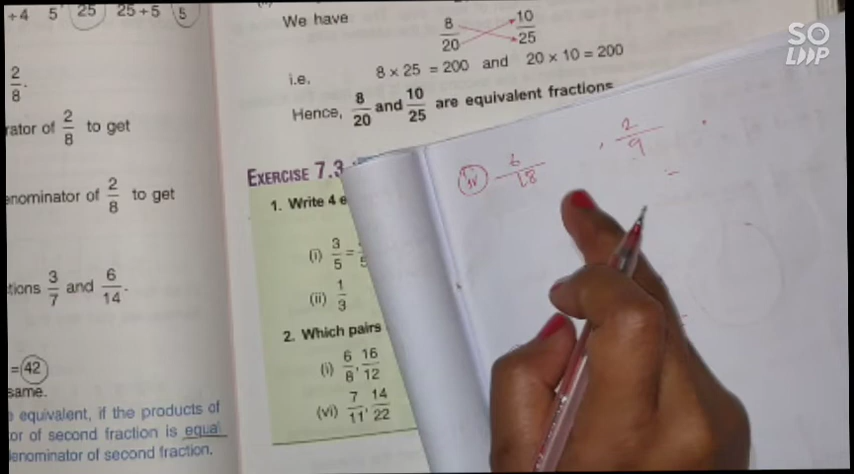 +4 5 25 25+5 5
2/8.
rator of 2/8 to get
enominator of 2/8 to get
tions 3/7 and 6/14.
= 42
same.
equivalent, if the products of
or of second fraction is equal
denominator of second fraction.
We have 8/20 10/25
i.e. 8 × 25 = 200 and 20 × 10 = 200
Hence, 8/20 and 10/25 are equivalent fractions
EXERCISE 7.3
1. Write 4 e
(i) 3/5 =
(ii) 1/3
2. Which pairs
(i) 6/8, 16/12
(vi) 7/11, 14/22
iv 6/18 , 2/9
SO LOOP